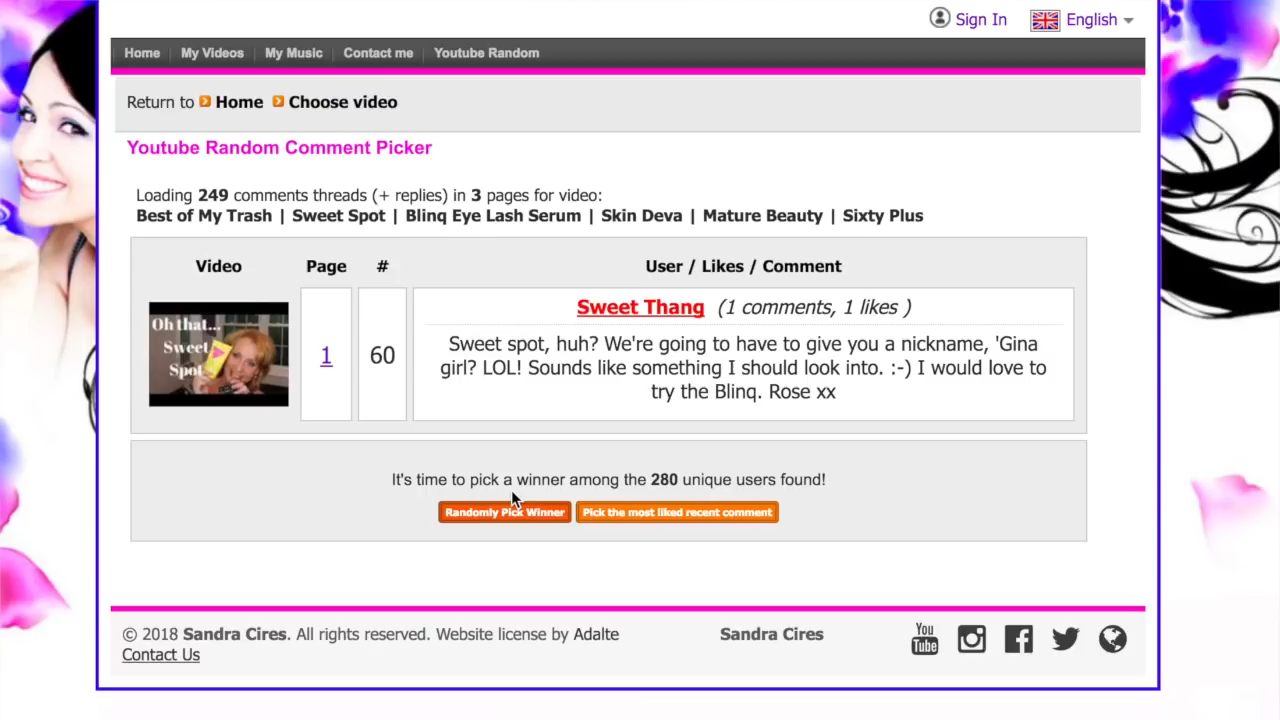 Sign In
English
Home
My Videos
My Music
Contact me
Youtube Random
Return to Home Choose video
Youtube Random Comment Picker
Loading 249 comments threads (+ replies) in 3 pages for video:
Best of My Trash | Sweet Spot | Blinq Eye Lash Serum | Skin Deva | Mature Beauty | Sixty Plus
Video
Page
#
User / Likes / Comment
Oh that...
Sweet
Spot
1
60
Sweet Thang (1 comments, 1 likes )
Sweet spot, huh? We're going to have to give you a nickname, 'Gina
girl? LOL! Sounds like something I should look into. :-) I would love to
try the Blinq. Rose xx
It's time to pick a winner among the 280 unique users found!
Randomly Pick Winner
Pick the most liked recent comment
© 2018 Sandra Cires. All rights reserved. Website license by Adalte
Contact Us
Sandra Cires
You
Tube